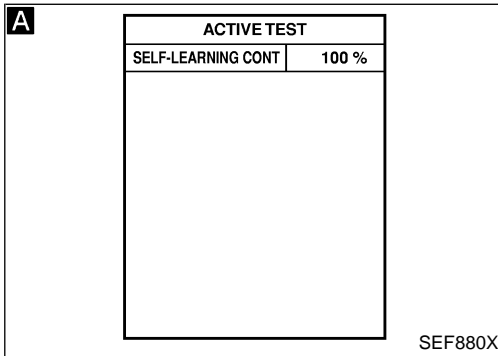 A
ACTIVE TEST
SELF-LEARNING CONT 100 %
SEF880X